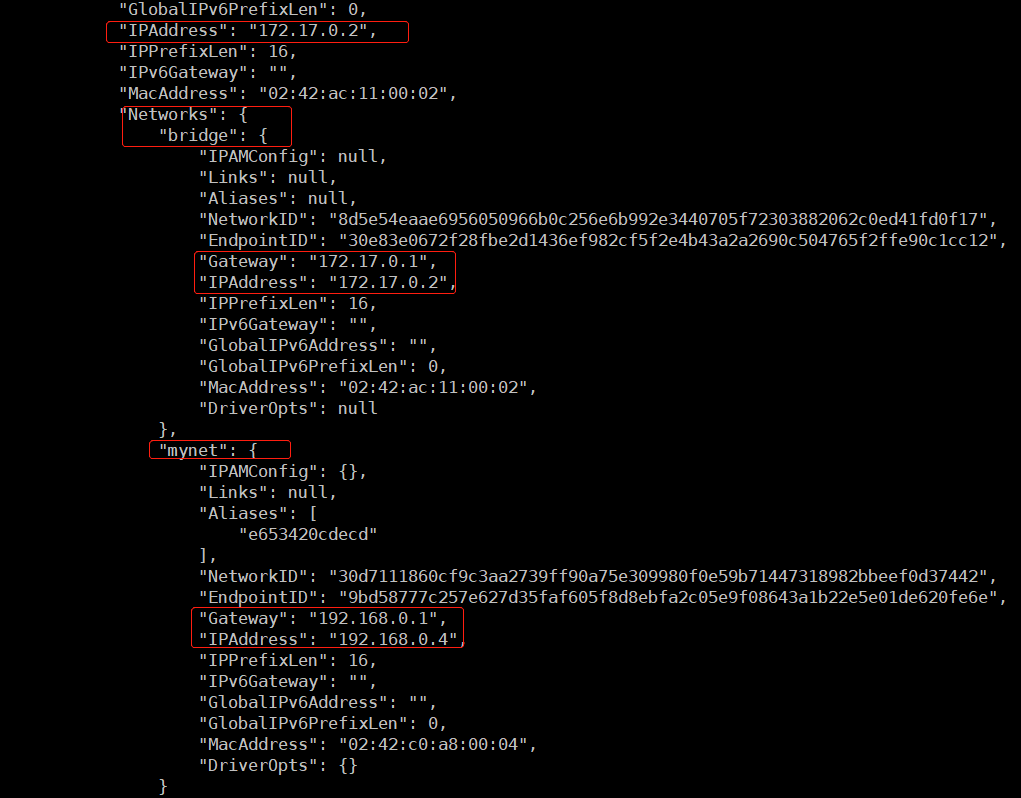 "GlobalIPv6PrefixLen": 0,
"IPAddress": "172.17.0.2",
"IPPrefixLen": 16,
"IPv6Gateway": "",
"MacAddress": "02:42:ac:11:00:02",
"Networks": {
"bridge": {
"IPAMConfig": null,
"Links": null,
"Aliases": null,
"NetworkID": "8d5e54eaae6956050966b0c256e6b992e3440705f72303882062c0ed41fd0f17",
"EndpointID": "30e83e0672f28fbe2d1436ef982cf5f2e4b43a2a2690c504765f2ffe90c1cc12",
"Gateway": "172.17.0.1",
"IPAddress": "172.17.0.2",
"IPPrefixLen": 16,
"IPv6Gateway": "",
"GlobalIPv6Address": "",
"GlobalIPv6PrefixLen": 0,
"MacAddress": "02:42:ac:11:00:02",
"DriverOpts": null
},
"mynet": {
"IPAMConfig": {},
"Links": null,
"Aliases": [
"e653420cdecd"
],
"NetworkID": "30d7111860cf9c3aa2739ff90a75e309980f0e59b71447318982bbeef0d37442",
"EndpointID": "9bd58777c257e627d35faf605f8d8ebfa2c05e9f08643a1b22e5e01de620fe6e",
"Gateway": "192.168.0.1",
"IPAddress": "192.168.0.4",
"IPPrefixLen": 16,
"IPv6Gateway": "",
"GlobalIPv6Address": "",
"GlobalIPv6PrefixLen": 0,
"MacAddress": "02:42:c0:a8:00:04",
"DriverOpts": {}
}